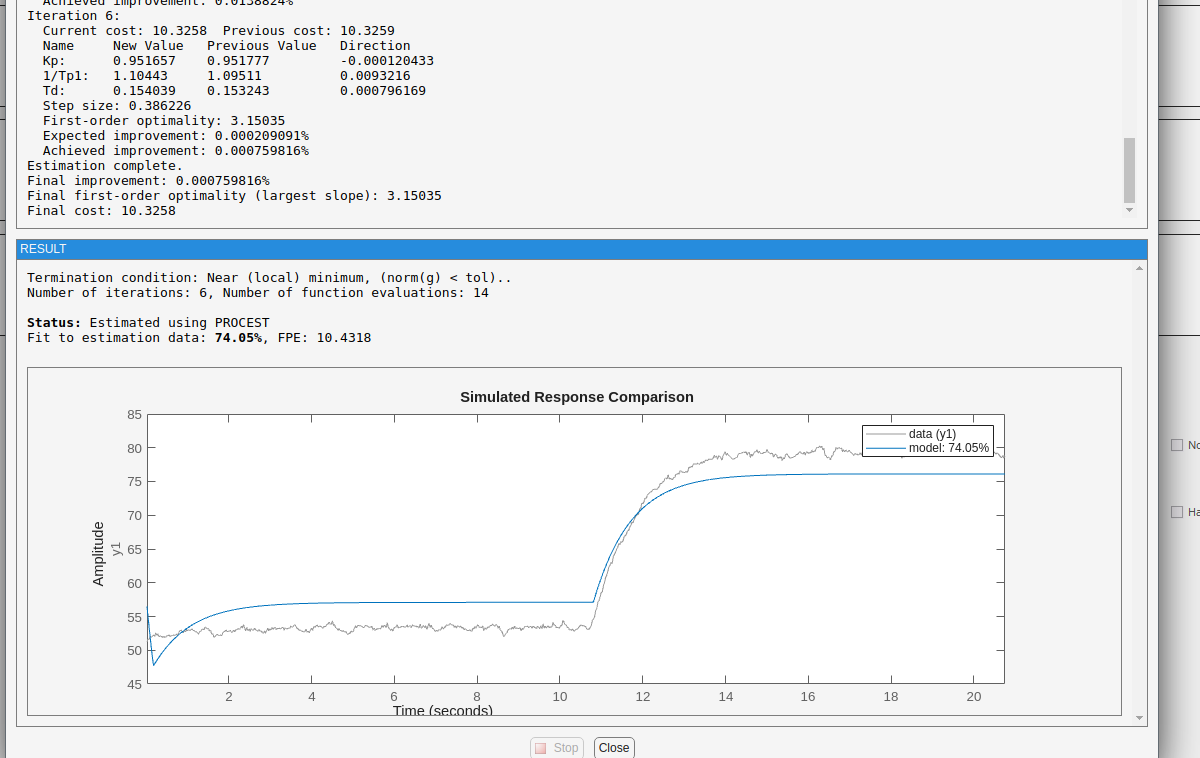 Achieved improvement: 0.0138824%
Iteration 6:
Current cost: 10.3258  Previous cost: 10.3259
Name New Value Previous Value Direction
Kp: 0.951657 0.951777 -0.000120433
1/Tp1: 1.10443 1.09511 0.0093216
Td: 0.154039 0.153243 0.000796169
Step size: 0.386226
First-order optimality: 3.15035
Expected improvement: 0.000209091%
Achieved improvement: 0.000759816%
Estimation complete.
Final improvement: 0.000759816%
Final first-order optimality (largest slope): 3.15035
Final cost: 10.3258
RESULT
Termination condition: Near (local) minimum, (norm(g) < tol)..
Number of iterations: 6, Number of function evaluations: 14
Status: Estimated using PROCEST
Fit to estimation data: 74.05%, FPE: 10.4318
Simulated Response Comparison
85
80
75
70
65
60
55
50
45
Amplitude
y1
data (y1)
model: 74.05%
2 4 6 8 10 12 14 16 18 20
Time (seconds)
Stop Close
No
Ha